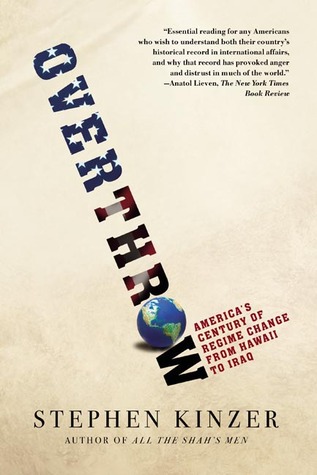 “Essential reading for any Americans
who wish to understand both their country’s
historical record in international affairs,
and why that record has provoked anger
and distrust in much of the world.”
—Anatol Lieven, The New York Times
Book Review
OVERTHROW
AMERICA’S
CENTURY OF
REGIME CHANGE
FROM HAWAII
TO IRAQ
STEPHEN KINZER
AUTHOR OF ALL THE SHAH’S MEN